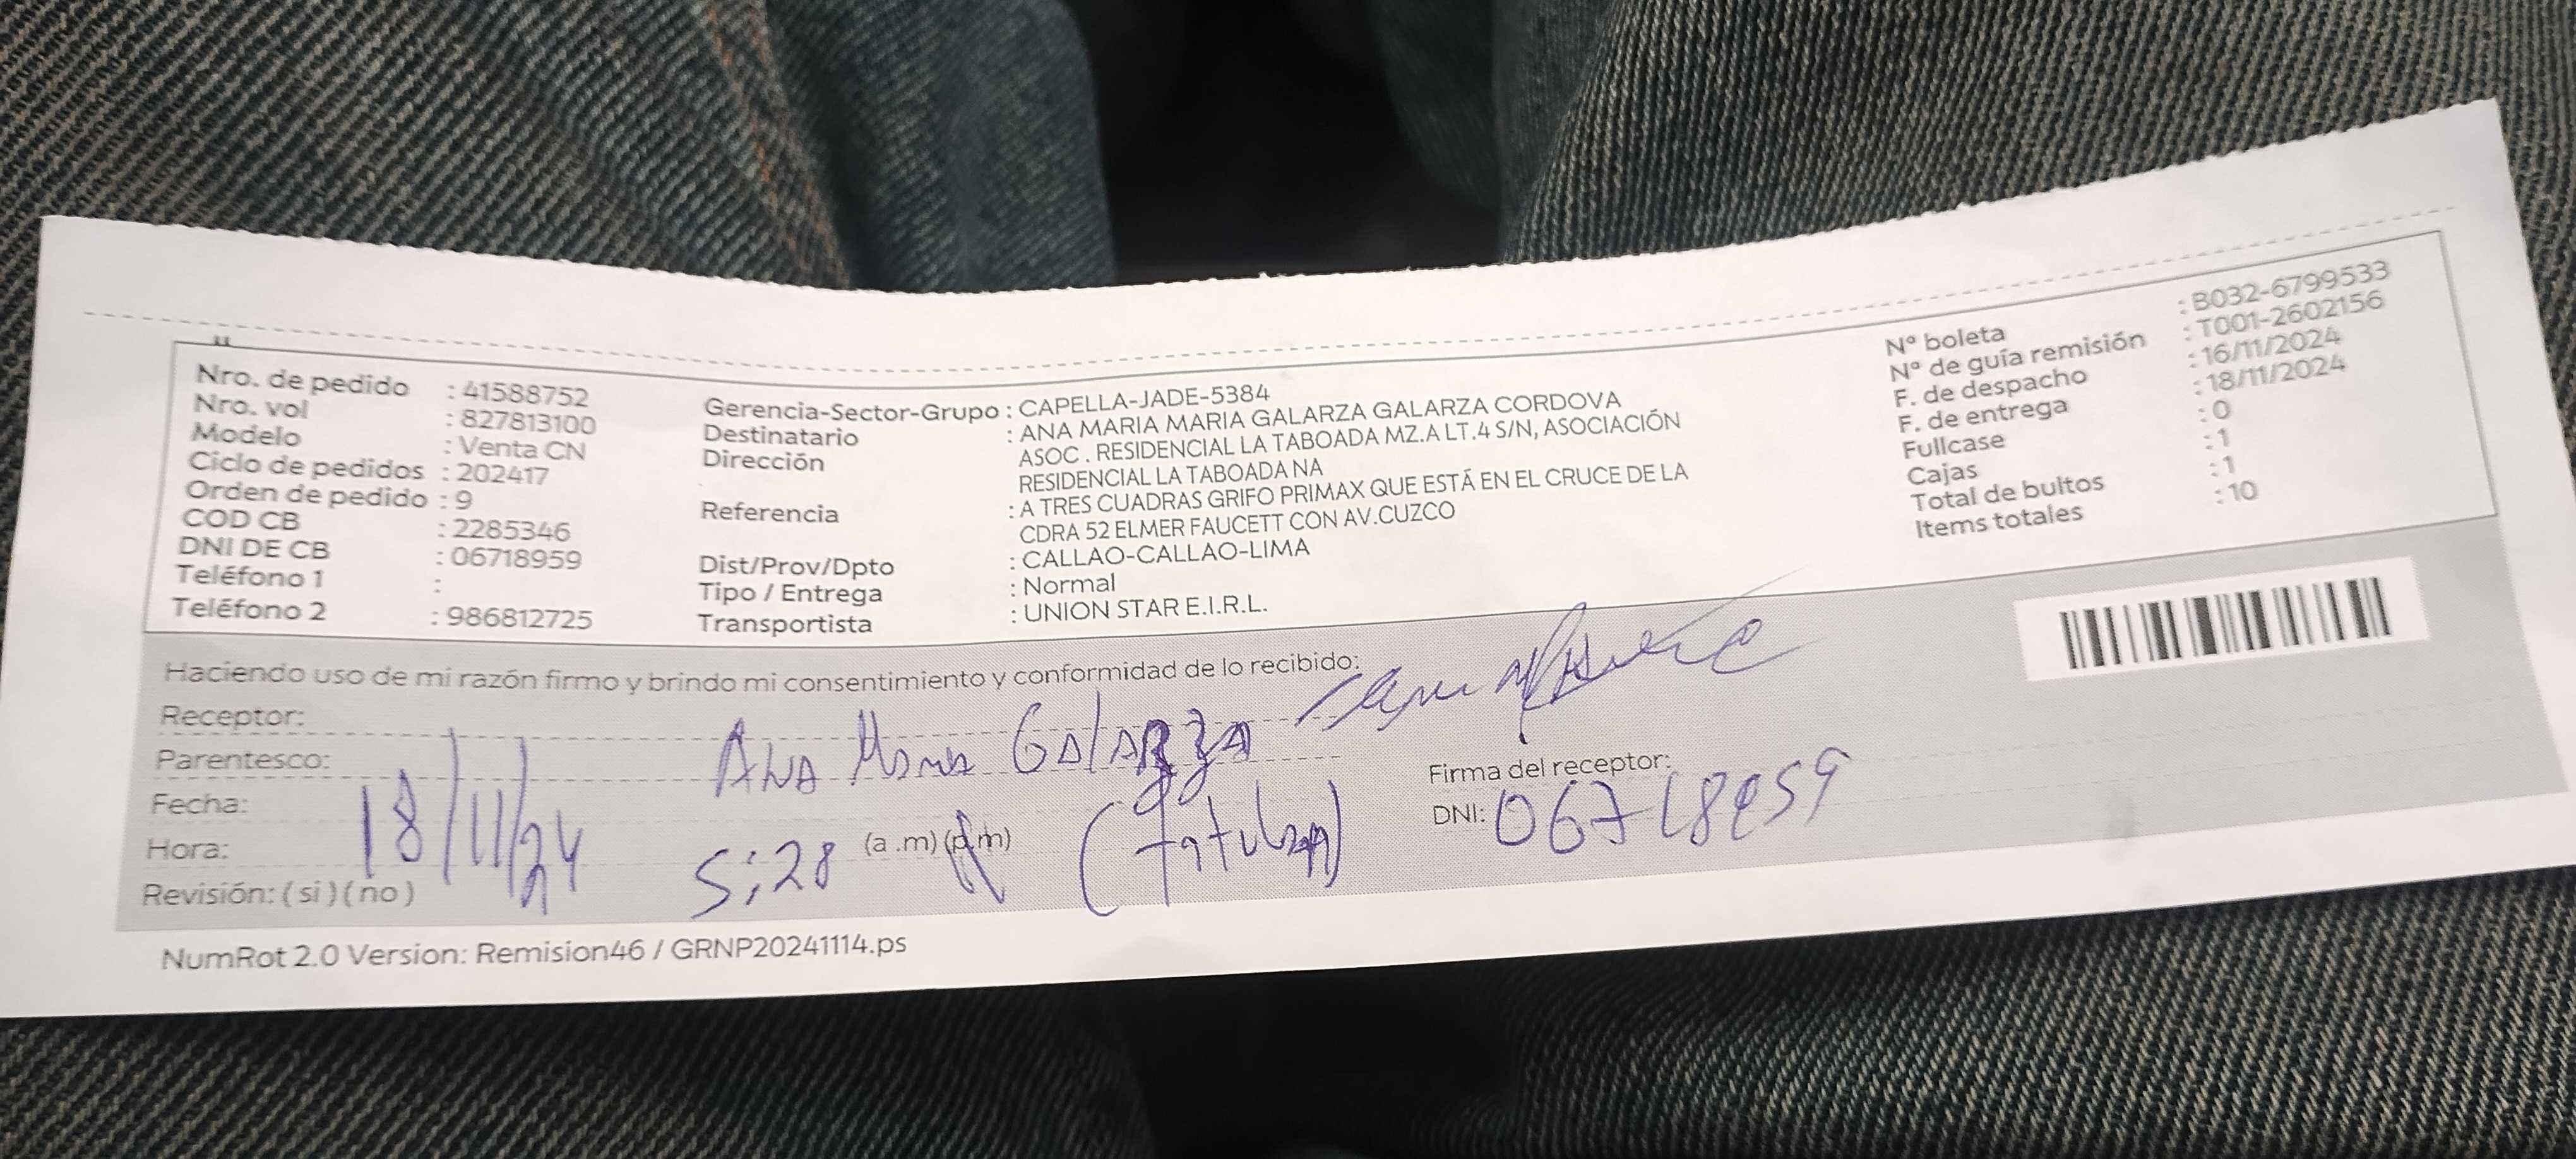 Nro. de pedido : 41588752
Nro. vol : 827813100
Modelo : Venta CN
Ciclo de pedidos : 202417
Orden de pedido : 9
COD CB : 2285346
DNI DE CB : 06718959
Teléfono 1 :
Teléfono 2 : 986812725
Gerencia-Sector-Grupo : CAPELLA-JADE-5384
Destinatario : ANA MARIA MARIA GALARZA GALARZA CORDOVA
Dirección ASOC . RESIDENCIAL LA TABOADA MZ.A LT.4 S/N, ASOCIACIÓN
RESIDENCIAL LA TABOADA NA
Referencia : A TRES CUADRAS GRIFO PRIMAX QUE ESTÁ EN EL CRUCE DE LA
CDRA 52 ELMER FAUCETT CON AV.CUZCO
Dist/Prov/Dpto : CALLAO-CALLAO-LIMA
Tipo / Entrega : Normal
Transportista : UNION STAR E.I.R.L.
Nº boleta : B032-6799533
Nº de guía remisión : T001-2602156
F. de despacho : 16/11/2024
F. de entrega : 18/11/2024
Fullcase : 0
Cajas : 1
Total de bultos : 1
Items totales : 10
Haciendo uso de mi razón firmo y brindo mi consentimiento y conformidad de lo recibido:
Receptor: ANA Maria GALARZA
Parentesco:
Firma del receptor:
Fecha: 18/11/24
DNI: 06718959
Hora: 5:28 (a .m) (p.m)
Revisión: ( si ) ( no )
NumRot 2.0 Version: Remision46 / GRNP20241114.ps